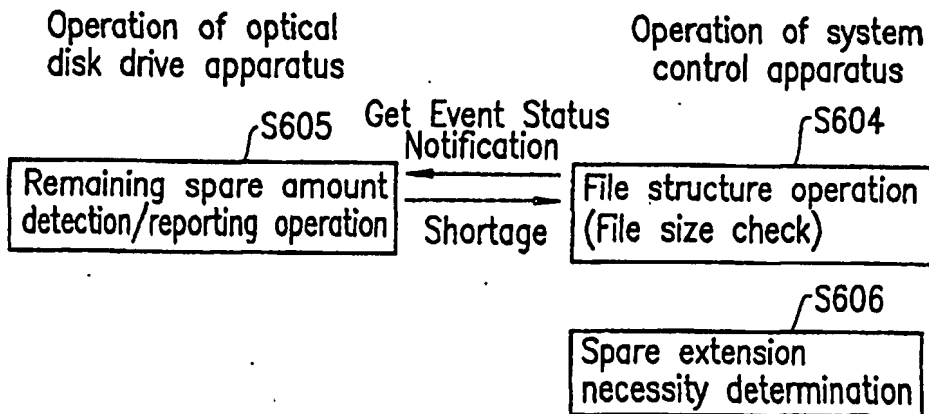 Operation of optical
disk drive apparatus
Operation of system
control apparatus
S605
Get Event Status
Notification
S604
Remaining spare amount
detection/reporting operation
Shortage
File structure operation
(File size check)
S606
Spare extension
necessity determination